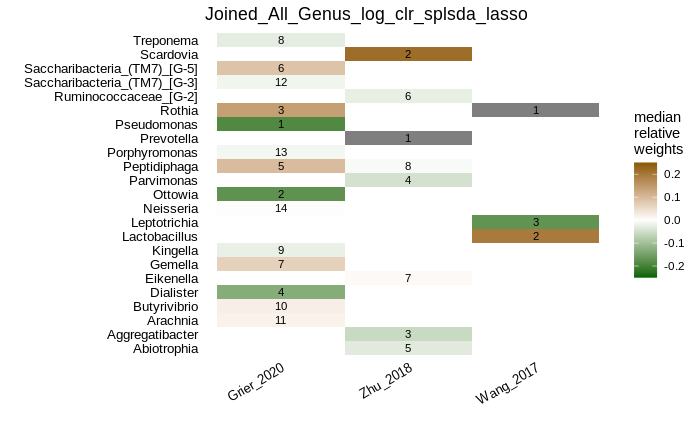 Joined_All_Genus_log_clr_splsda_lasso
Treponema 8
Scardovia 2
Saccharibacteria_(TM7)_[G-5] 6
Saccharibacteria_(TM7)_[G-3] 12
Ruminococcaceae_[G-2] 6
Rothia 3 1
Pseudomonas 1
Prevotella 1
Porphyromonas 13
Peptidiphaga 5 8
Parvimonas 4
Ottowia 2
Neisseria 14
Leptotrichia 3
Lactobacillus 2
Kingella 9
Gemella 7
Eikenella 7
Dialister 4
Butyrivibrio 10
Arachnia 11
Aggregatibacter 3
Abiotrophia 5
Grier_2020 Zhu_2018 Wang_2017
median
relative
weights
0.2
0.1
0.0
-0.1
-0.2